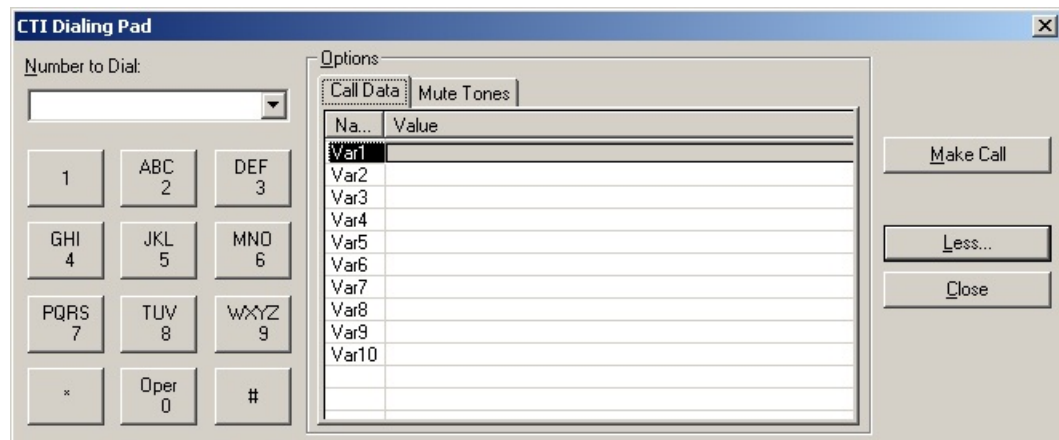 CTI Dialing Pad
Number to Dial:
1
ABC
2
DEF
3
GHI
4
JKL
5
MNO
6
PQRS
7
TUV
8
WXYZ
9
*
Oper
0
#
Options
Call Data
Mute Tones
Na... Value
Var1
Var2
Var3
Var4
Var5
Var6
Var7
Var8
Var9
Var10
Make Call
Less...
Close